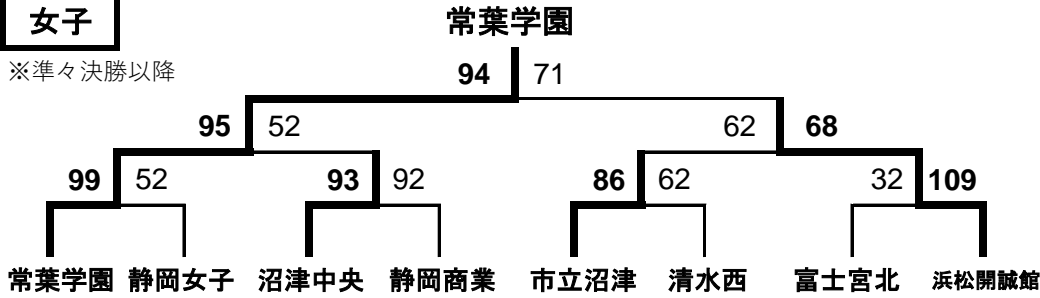 女子
常葉学園
※準々決勝以降
94 71
95 52 62 68
99 52 93 92 86 62 32 109
常葉学園 静岡女子 沼津中央 静岡商業 市立沼津 清水西 富士宮北 浜松開誠館